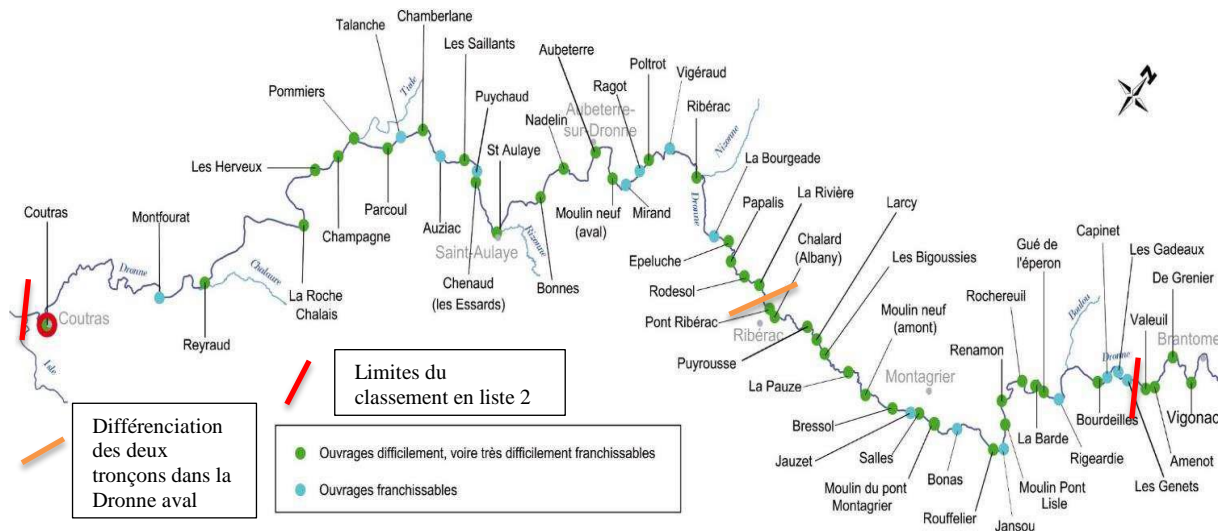 Chamberlane
Talanche
Les Saillants
Aubeterre
Poltrot
Vigéraud
Puychaud
Ragot
Ribérac
Pommiers
Tude
Aubeterre-
sur-Dronne
Nadelin
Nizonne
St Aulaye
La Bourgeade
Les Herveux
La Rivière
Papalis
Larcy
Capinet
Dronne
Les Gadeaux
Coutras
Montfourat
Parcoul
Moulin neuf
(aval)
Mirand
Chalard
(Albany)
Gué de
l'éperon
De Grenier
Champagne
Auziac
Saint-Aulaye
Rizonne
Epeluche
Les Bigoussies
Rochereuil
Boulou
Valeuil
Dronne
Chenaud
(les Essards)
Bonnes
Rodesol
Moulin neuf
(amont)
Chalaure
La Roche
Chalais
Pont Ribérac
Ribérac
Renamon
Dronne
Brantome
Coutras
Reyraud
Puyrousse
Montagrier
La Pauze
Bourdeilles
Vigonac
Isle
Limites du
classement en liste 2
Bressol
La Barde
Rigeardie
Amenot
Différenciation
des deux
tronçons dans la
Dronne aval
Jauzet
Salles
Bonas
Moulin Pont
Lisle
Les Genets
Ouvrages difficilement, voire très difficilement franchissables
Moulin du pont
Montagrier
Ouvrages franchissables
Rouffelier
Jansou
N